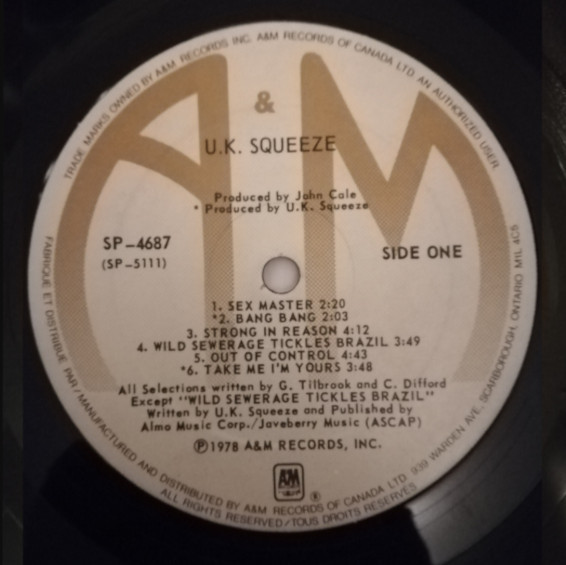 TRADE MARKS OWNED BY A&M RECORDS INC. A&M RECORDS OF CANADA LTD AN AUTHORIZED USER
A & M
U.K. SQUEEZE
Produced by John Cale
* Produced by U.K. Squeeze
SP-4687
(SP-5111)
SIDE ONE
1. SEX MASTER 2:20
*2. BANG BANG 2:03
3. STRONG IN REASON 4:12
4. WILD SEWERAGE TICKLES BRAZIL 3:49
5. OUT OF CONTROL 4:43
*6. TAKE ME I'M YOURS 3:48
All Selections written by G. Tilbrook and C. Difford
Except "WILD SEWERAGE TICKLES BRAZIL"
Written by U.K. Squeeze and Published by
Almo Music Corp./Javeberry Music (ASCAP)
Ⓟ1978 A&M RECORDS, INC.
A&M
®
FABRIQUE ET DISTRIBUE PAR/MANUFACTURED AND DISTRIBUTED BY A&M RECORDS OF CANADA LTD. 939 WARDEN AVE. SCARBOROUGH, ONTARIO M1L 4C5
ALL RIGHTS RESERVED/TOUS DROITS RESERVES